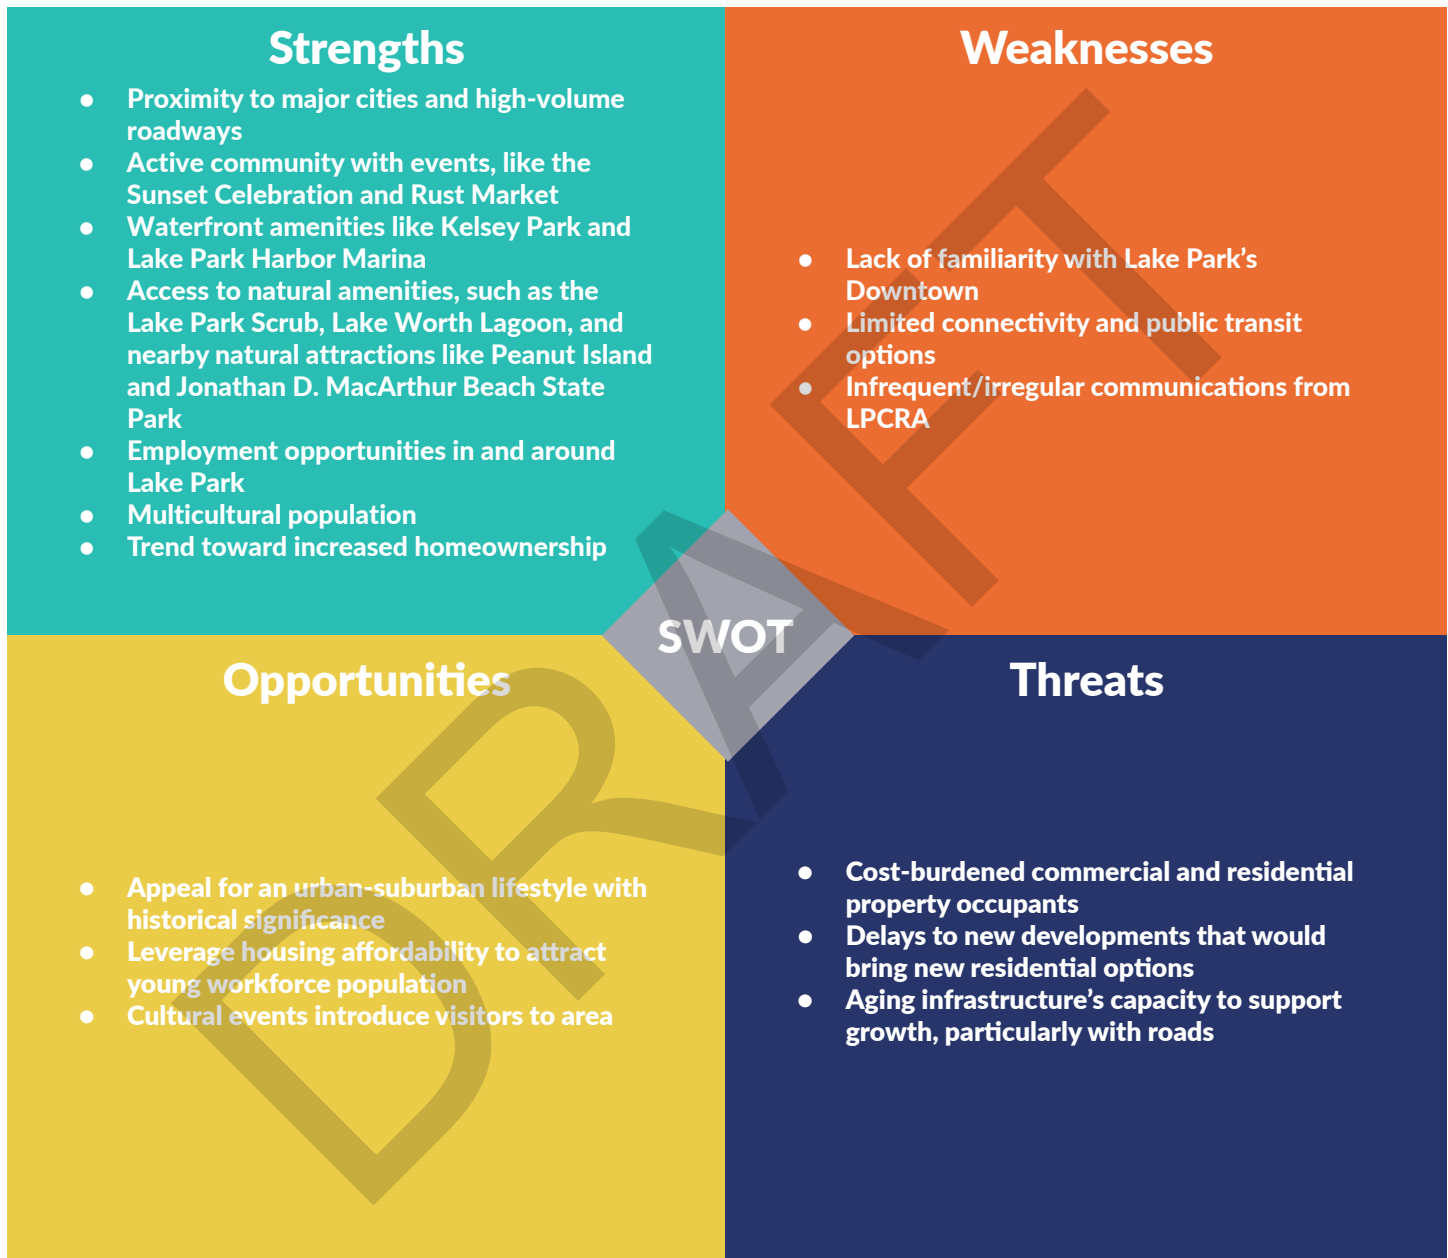 Strengths
● Proximity to major cities and high-volume
roadways
● Active community with events, like the
Sunset Celebration and Rust Market
● Waterfront amenities like Kelsey Park and
Lake Park Harbor Marina
● Access to natural amenities, such as the
Lake Park Scrub, Lake Worth Lagoon, and
nearby natural attractions like Peanut Island
and Jonathan D. MacArthur Beach State
Park
● Employment opportunities in and around
Lake Park
● Multicultural population
● Trend toward increased homeownership
Weaknesses
● Lack of familiarity with Lake Park’s
Downtown
● Limited connectivity and public transit
options
● Infrequent/irregular communications from
LPCRA
SWOT
Opportunities
● Appeal for an urban-suburban lifestyle with
historical significance
● Leverage housing affordability to attract
young workforce population
● Cultural events introduce visitors to area
Threats
● Cost-burdened commercial and residential
property occupants
● Delays to new developments that would
bring new residential options
● Aging infrastructure’s capacity to support
growth, particularly with roads
DRAFT